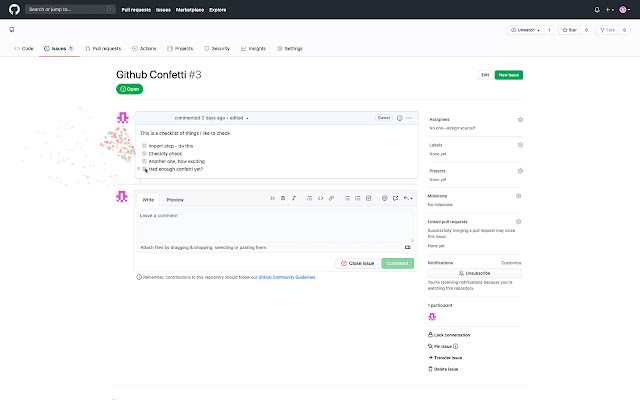 Search or jump to... /
Pull requests Issues Marketplace Explore
Unwatch 1 Star 0 Fork 0
Code Issues 1 Pull requests Actions Projects Security Insights Settings
Github Confetti #3
Edit New issue
Open
commented 2 days ago • edited
Owner
This is a checklist of things I like to check
Import step - do this
Checkity check
Another one, how exciting
Had enough confetti yet?
Write Preview
Leave a comment
Attach files by dragging & dropping, selecting or pasting them.
Close issue Comment
Remember, contributions to this repository should follow our GitHub Community Guidelines.
Assignees
No one—assign yourself
Labels
None yet
Projects
None yet
Milestone
No milestone
Linked pull requests
Successfully merging a pull request may close
this issue.
None yet
Notifications Customize
Unsubscribe
You're receiving notifications because you're
watching this repository.
1 participant
Lock conversation
Pin issue
Transfer issue
Delete issue